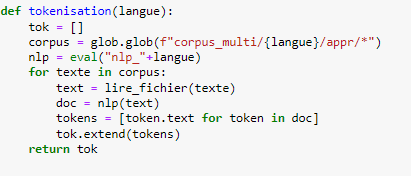 def tokenisation(langue):
    tok = []
    corpus = glob.glob(f"corpus_multi/{langue}/appr/*")
    nlp = eval("nlp_"+langue)
    for texte in corpus:
        text = lire_fichier(texte)
        doc = nlp(text)
        tokens = [token.text for token in doc]
        tok.extend(tokens)
    return tok